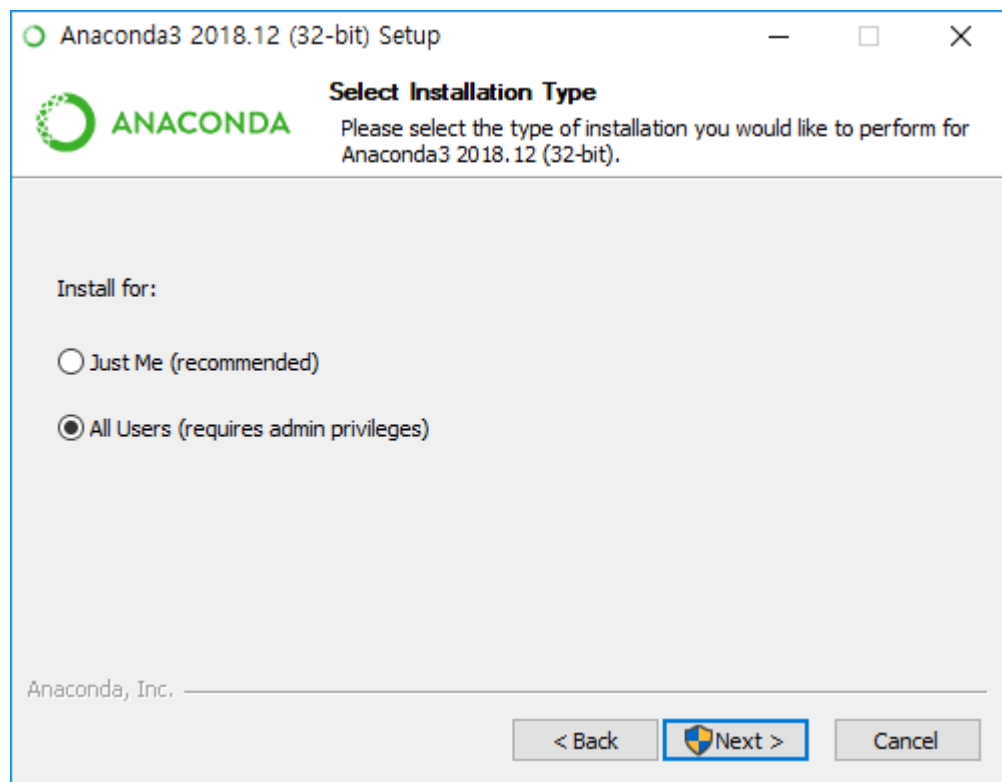 Anaconda3 2018.12 (32-bit) Setup
ANACONDA
Select Installation Type
Please select the type of installation you would like to perform for
Anaconda3 2018.12 (32-bit).
Install for:
Just Me (recommended)
All Users (requires admin privileges)
Anaconda, Inc.
< Back
Next >
Cancel